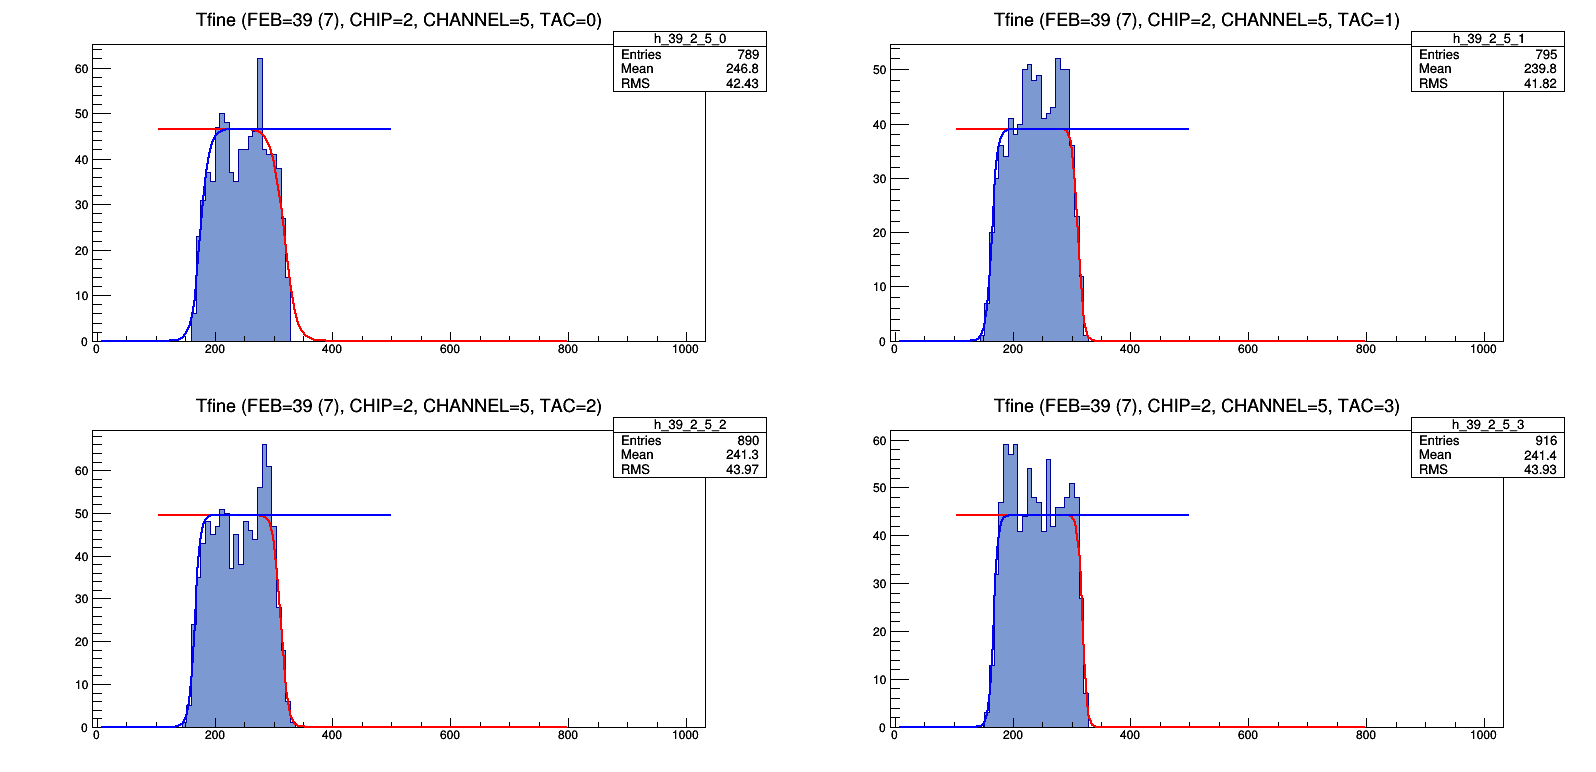 Tfine (FEB=39 (7), CHIP=2, CHANNEL=5, TAC=0)
h_39_2_5_0
Entries 789
Mean 246.8
RMS 42.43
60
50
40
30
20
10
0
0 200 400 600 800 1000
Tfine (FEB=39 (7), CHIP=2, CHANNEL=5, TAC=1)
h_39_2_5_1
Entries 795
Mean 239.8
RMS 41.82
50
40
30
20
10
0
0 200 400 600 800 1000
Tfine (FEB=39 (7), CHIP=2, CHANNEL=5, TAC=2)
h_39_2_5_2
Entries 890
Mean 241.3
RMS 43.97
60
50
40
30
20
10
0
0 200 400 600 800 1000
Tfine (FEB=39 (7), CHIP=2, CHANNEL=5, TAC=3)
h_39_2_5_3
Entries 916
Mean 241.4
RMS 43.93
60
50
40
30
20
10
0
0 200 400 600 800 1000